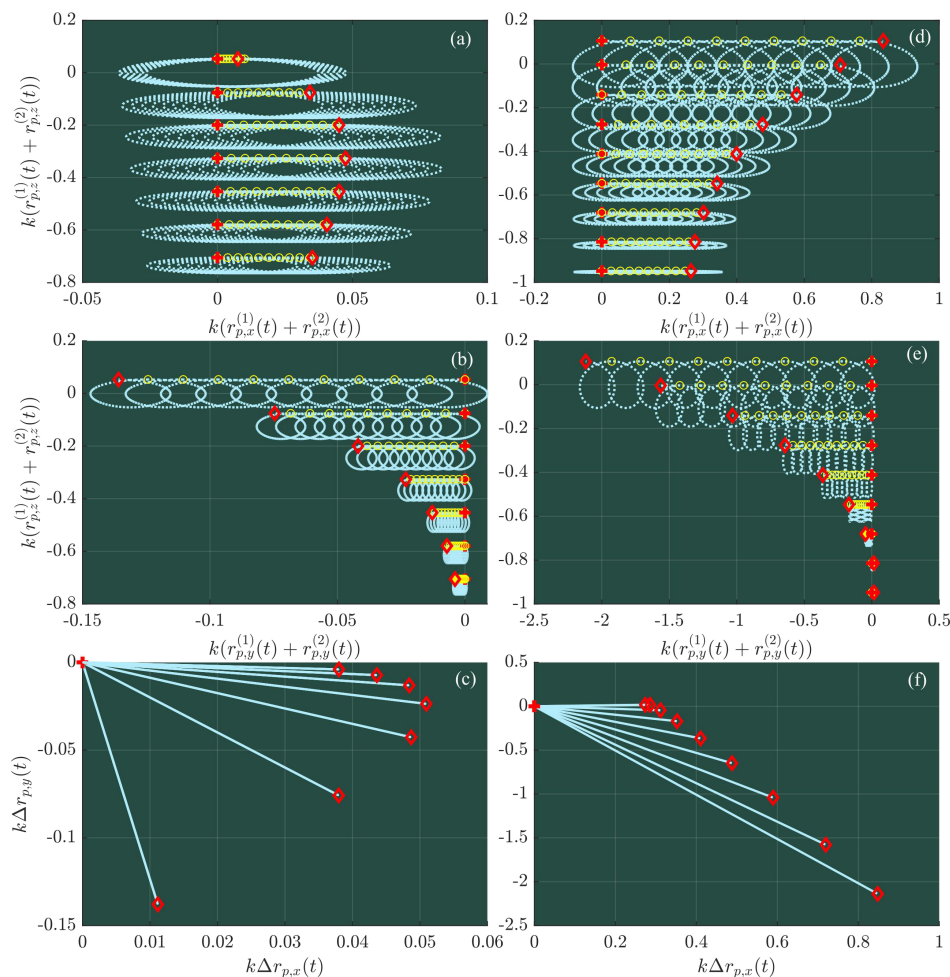 (a)
0.2
0
-0.2
-0.4
-0.6
-0.8
k(r_{p,z}^{(1)}(t) + r_{p,z}^{(2)}(t))
-0.05 0 0.05 0.1
k(r_{p,x}^{(1)}(t) + r_{p,x}^{(2)}(t))
(d)
0.2
0
-0.2
-0.4
-0.6
-0.8
-1
-0.2 0 0.2 0.4 0.6 0.8 1
k(r_{p,x}^{(1)}(t) + r_{p,x}^{(2)}(t))
(b)
0.2
0
-0.2
-0.4
-0.6
-0.8
k(r_{p,z}^{(1)}(t) + r_{p,z}^{(2)}(t))
-0.15 -0.1 -0.05 0
k(r_{p,y}^{(1)}(t) + r_{p,y}^{(2)}(t))
(e)
0.2
0
-0.2
-0.4
-0.6
-0.8
-1
-2.5 -2 -1.5 -1 -0.5 0 0.5
k(r_{p,y}^{(1)}(t) + r_{p,y}^{(2)}(t))
(c)
0
-0.05
-0.1
-0.15
kΔr_{p,y}(t)
0 0.01 0.02 0.03 0.04 0.05 0.06
kΔr_{p,x}(t)
(f)
0.5
0
-0.5
-1
-1.5
-2
-2.5
0 0.2 0.4 0.6 0.8 1
kΔr_{p,x}(t)